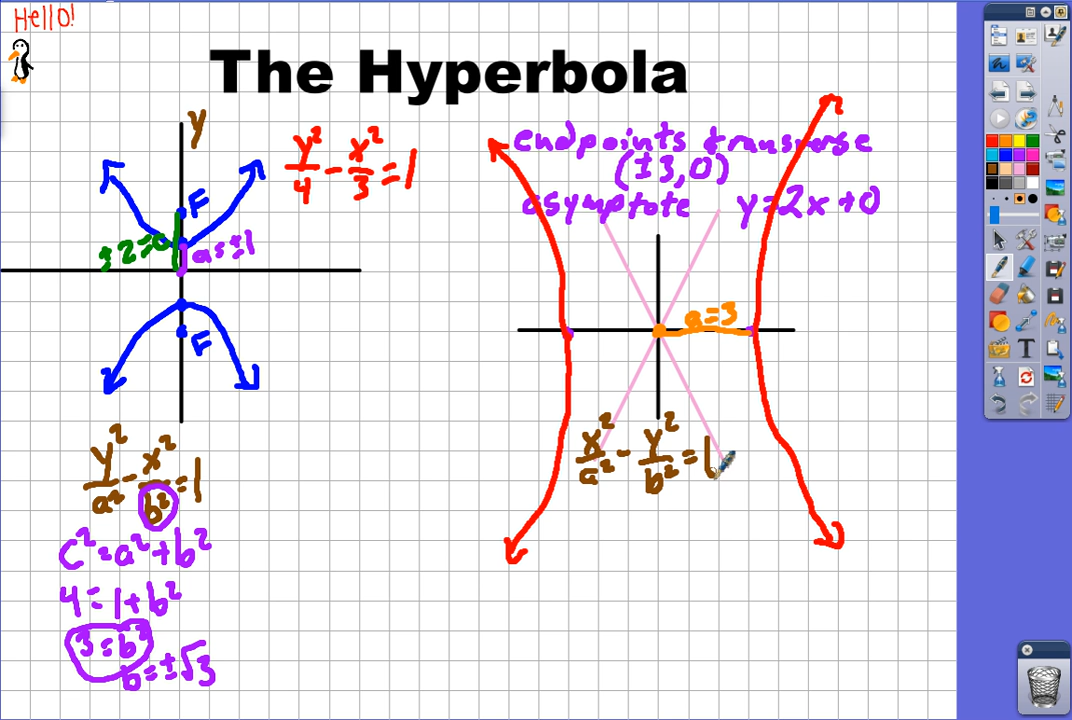 Hello!
The Hyperbola
y
y²/4 - x²/3 = 1
F
±2=c
a=±1
F
y²/a² - x²/b² = 1
c²=a²+b²
4=1+b²
3=b²
b=±√3
endpoints transverse
(±3,0)
asymptote y=2x+0
a=3
x²/a² - y²/b² = 1
T